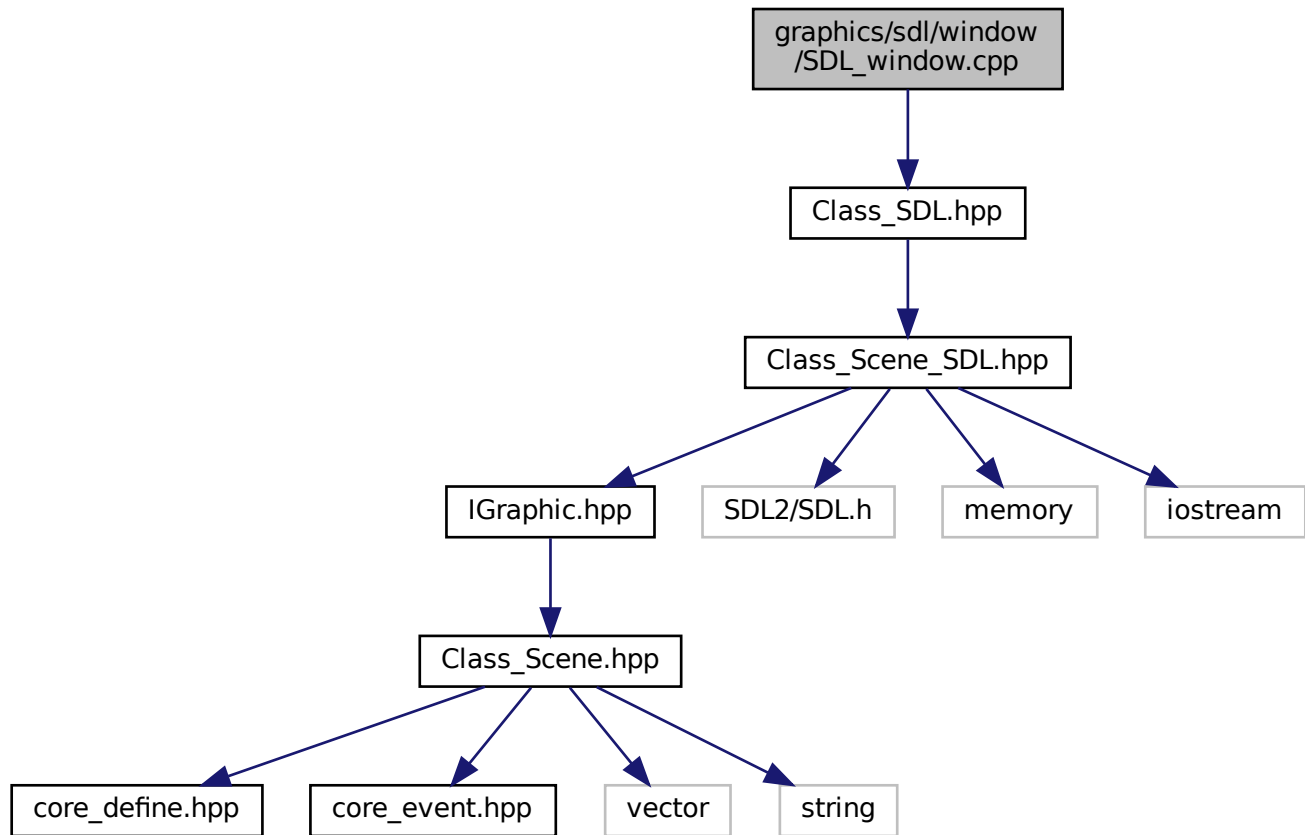 graphics/sdl/window
/SDL_window.cpp
Class_SDL.hpp
Class_Scene_SDL.hpp
IGraphic.hpp
SDL2/SDL.h
memory
iostream
Class_Scene.hpp
core_define.hpp
core_event.hpp
vector
string